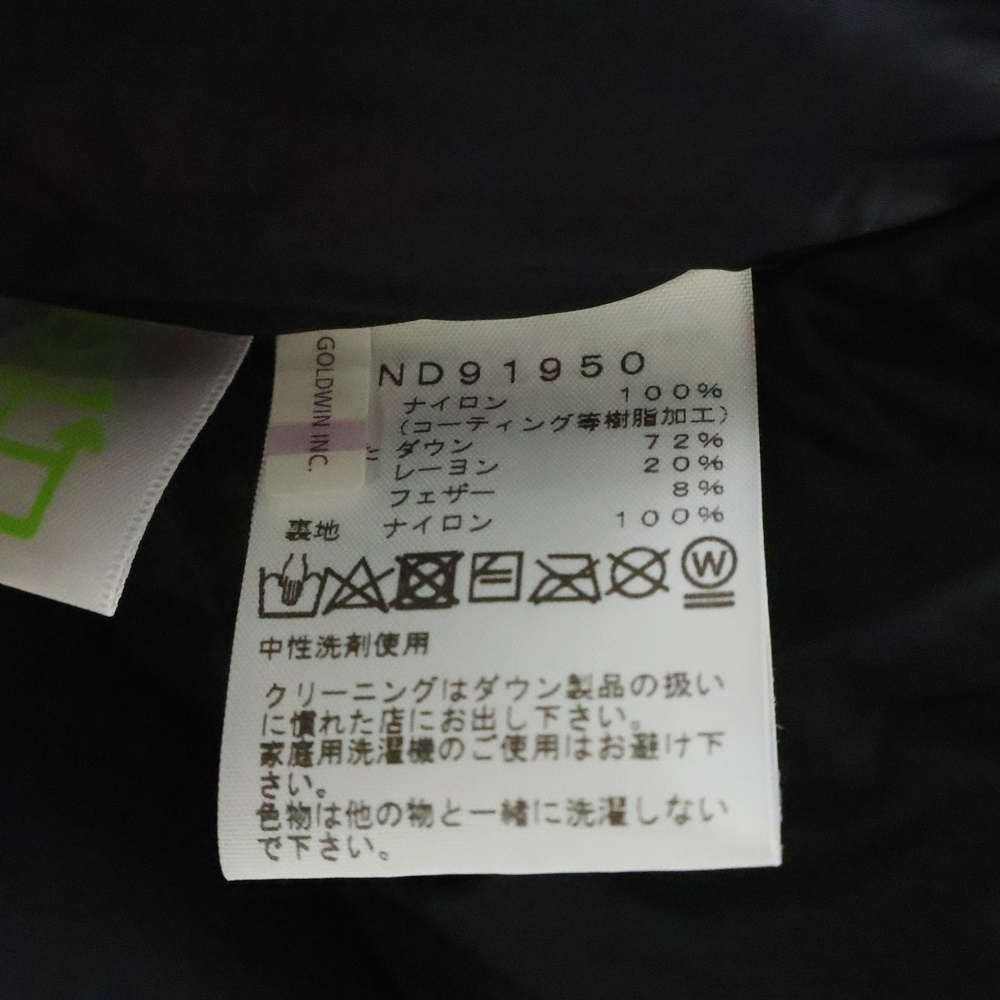 GOLDWIN INC.
ND91950
ナイロン 100%
(コーティング等樹脂加工)
ダウン 72%
レーヨン 20%
フェザー 8%
裏地 ナイロン 100%
W
中性洗剤使用
クリーニングはダウン製品の扱い
に慣れた店にお出し下さい。
家庭用洗濯機のご使用はお避け下
さい。
色物は他の物と一緒に洗濯しない
で下さい。